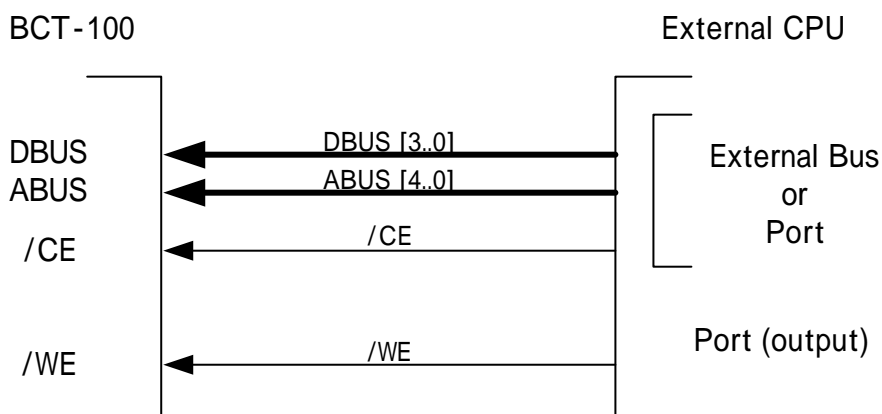 BCT-100 External CPU
DBUS DBUS [3..0]
ABUS ABUS [4..0]
External Bus
or
Port
/CE /CE
/WE /WE
Port (output)